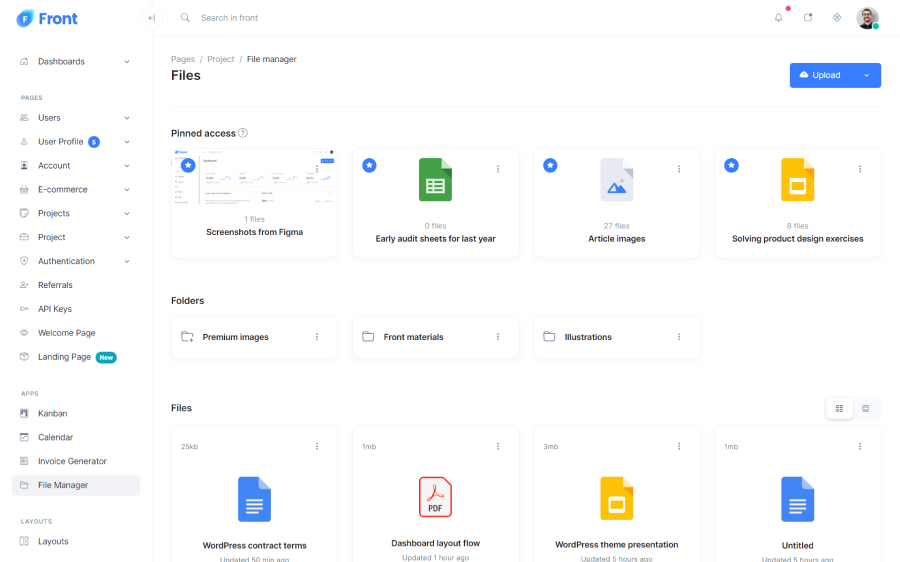 Front
Search in front
Dashboards
PAGES
Users
User Profile 5
Account
E-commerce
Projects
Project
Authentication
Referrals
API Keys
Welcome Page
Landing Page New
APPS
Kanban
Calendar
Invoice Generator
File Manager
LAYOUTS
Layouts
Pages / Project / File manager
Files
Upload
Pinned access
1 files
Screenshots from Figma
0 files
Early audit sheets for last year
27 files
Article images
8 files
Solving product design exercises
Folders
Premium images
Front materials
Illustrations
Files
25kb
WordPress contract terms
Updated 50 min ago
1mb
PDF
Dashboard layout flow
Updated 1 hour ago
3mb
WordPress theme presentation
Updated 5 hours ago
1mb
Untitled
Updated 5 hours ago